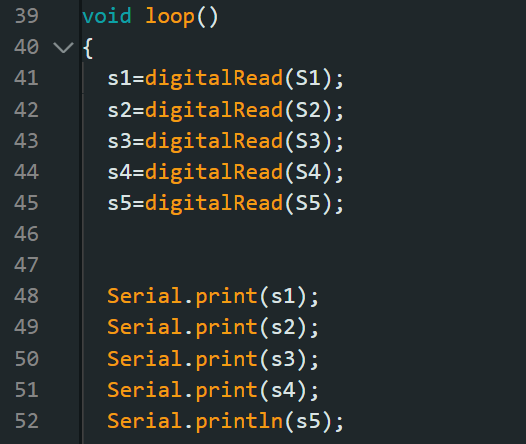 39 void loop()
40 {
41 s1=digitalRead(S1);
42 s2=digitalRead(S2);
43 s3=digitalRead(S3);
44 s4=digitalRead(S4);
45 s5=digitalRead(S5);
46
47
48 Serial.print(s1);
49 Serial.print(s2);
50 Serial.print(s3);
51 Serial.print(s4);
52 Serial.println(s5);